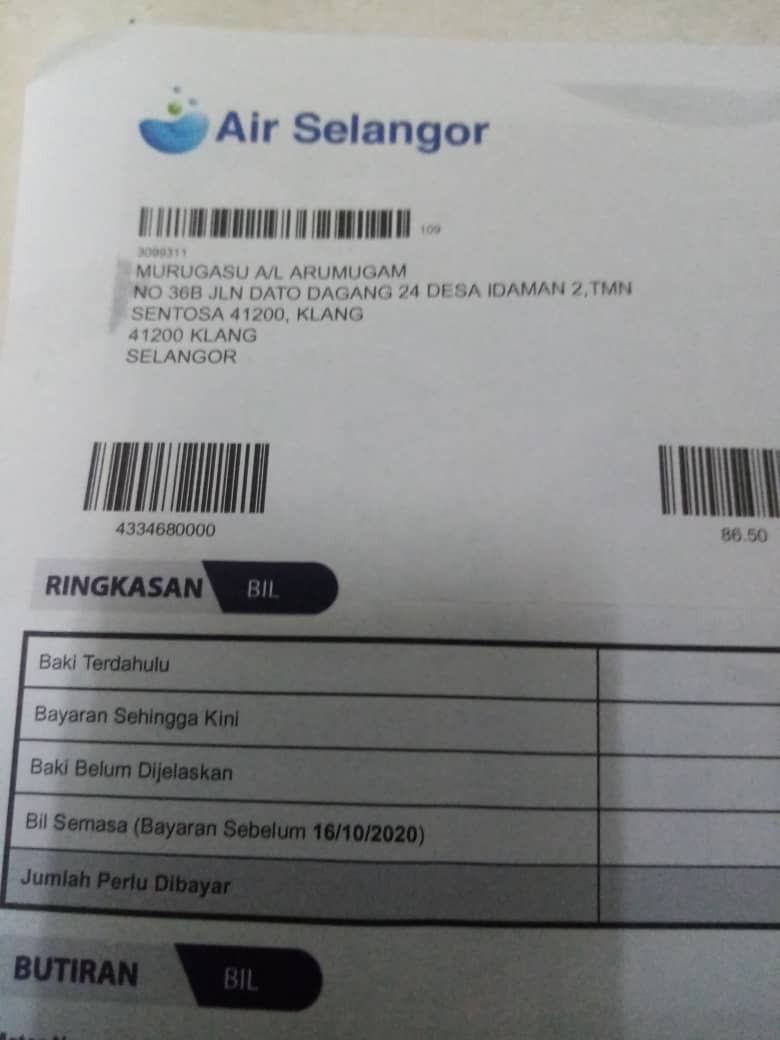 Air Selangor
109
3099311
MURUGASU A/L ARUMUGAM
NO 36B JLN DATO DAGANG 24 DESA IDAMAN 2,TMN
SENTOSA 41200, KLANG
41200 KLANG
SELANGOR
4334680000
86.50
RINGKASAN BIL
Baki Terdahulu
Bayaran Sehingga Kini
Baki Belum Dijelaskan
Bil Semasa (Bayaran Sebelum 16/10/2020)
Jumlah Perlu Dibayar
BUTIRAN BIL